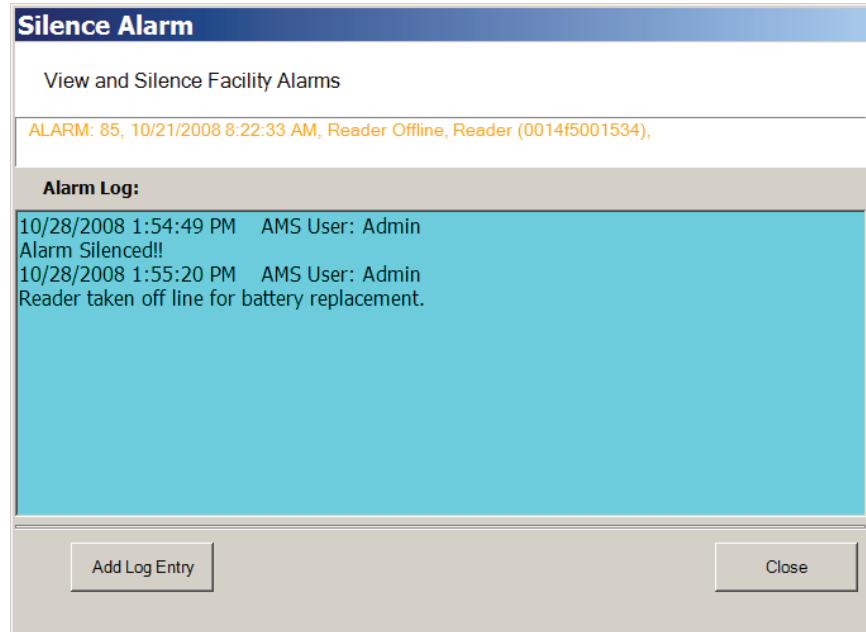 Silence Alarm
View and Silence Facility Alarms
ALARM: 85, 10/21/2008 8:22:33 AM, Reader Offline, Reader (0014f5001534),
Alarm Log:
10/28/2008 1:54:49 PM    AMS User: Admin
Alarm Silenced!!
10/28/2008 1:55:20 PM    AMS User: Admin
Reader taken off line for battery replacement.
Add Log Entry
Close